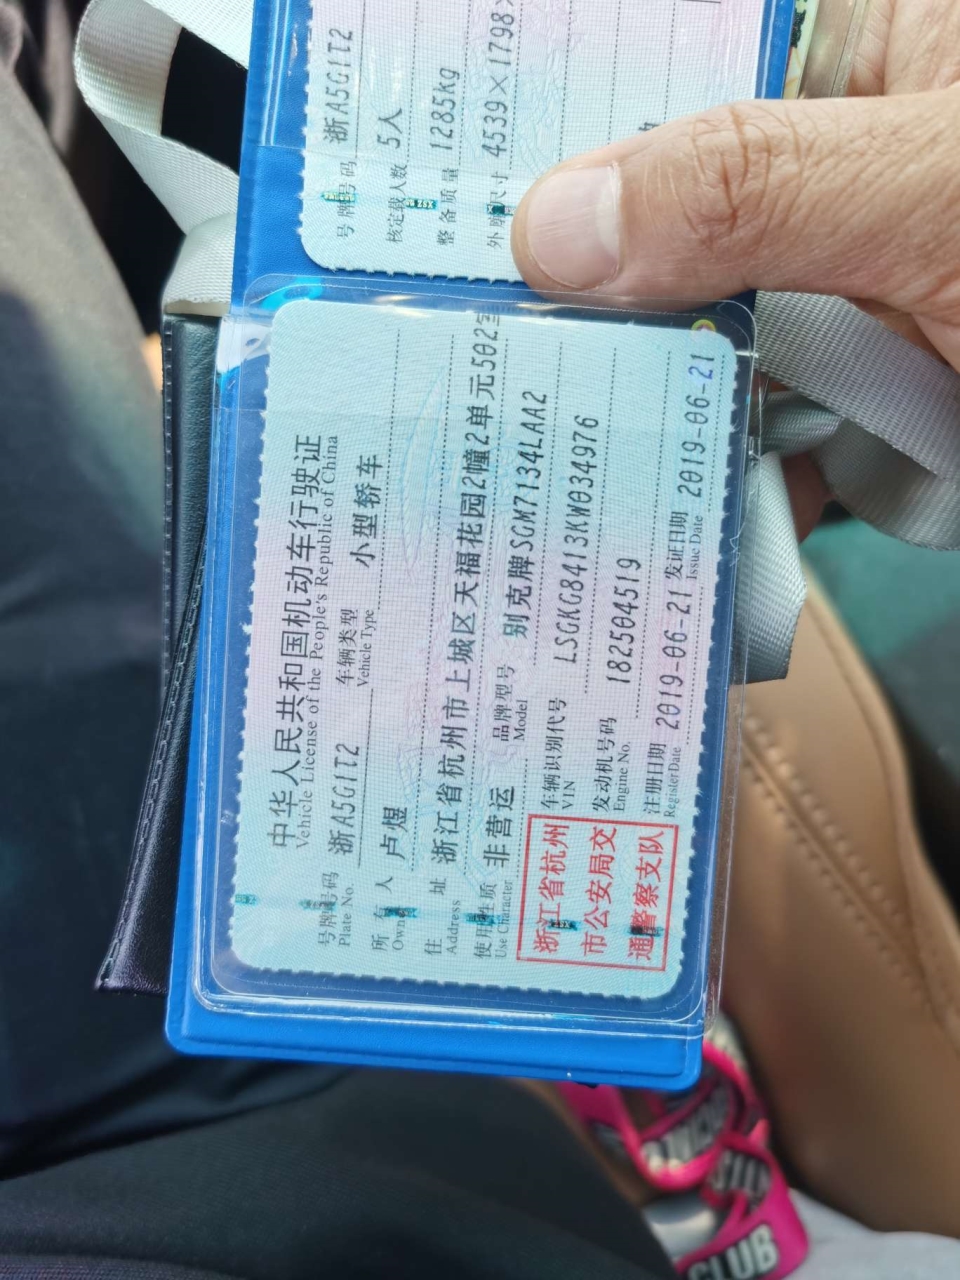 中华人民共和国机动车行驶证
Vehicle License of the People's Republic of China
号牌号码 浙A5G1T2 车辆类型 小型轿车
Plate No. Vehicle Type
所有人 卢煜
Owner
住址 浙江省杭州市上城区天福花园2幢2单元502室
Address
使用性质 非营运 品牌型号 别克牌SGM7134LAA2
Use Character Model
浙江省杭州
市公安局交
通警察支队
车辆识别代号 LSGKG8413KW034976
VIN
发动机号码 182504519
Engine No.
注册日期 2019-06-21 发证日期 2019-06-21
Register Date Issue Date
号牌号码 浙A5G1T2
核定载人数 5人
整备质量 1285kg
外廓尺寸 4539×1798×
CLUB